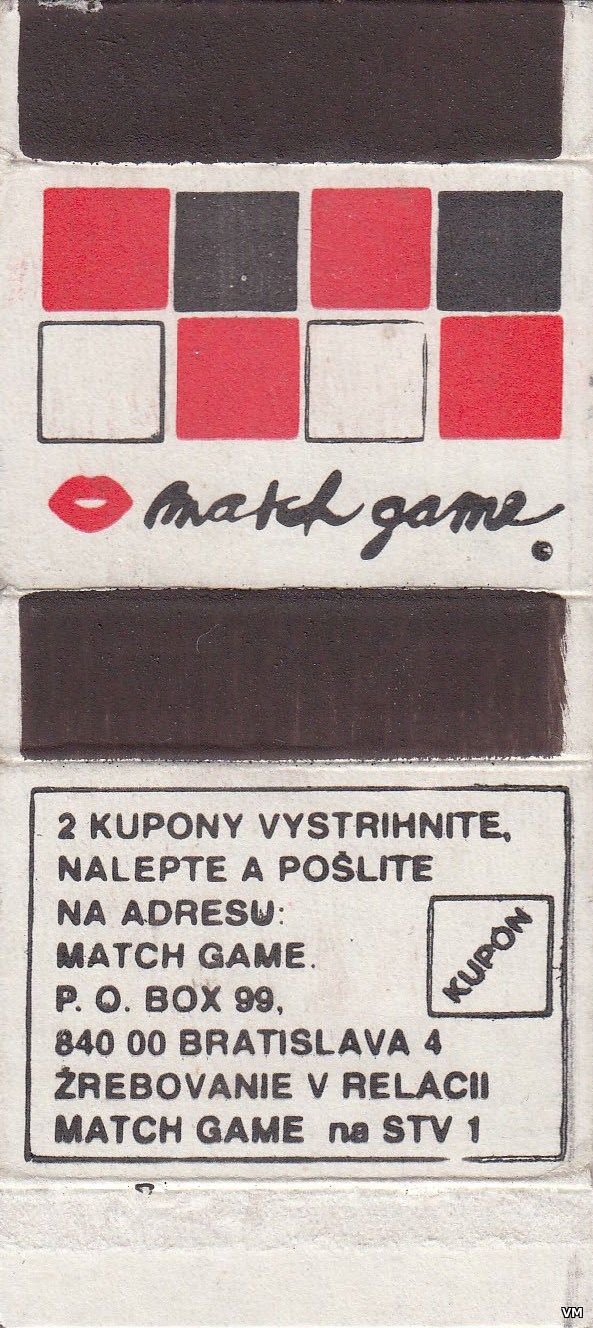 match game
2 KUPONY VYSTRIHNITE,
NALEPTE A POŠLITE
NA ADRESU:
MATCH GAME.
P. O. BOX 99,
840 00 BRATISLAVA 4
ŽREBOVANIE V RELACII
MATCH GAME na STV 1
KUPÓN
VM